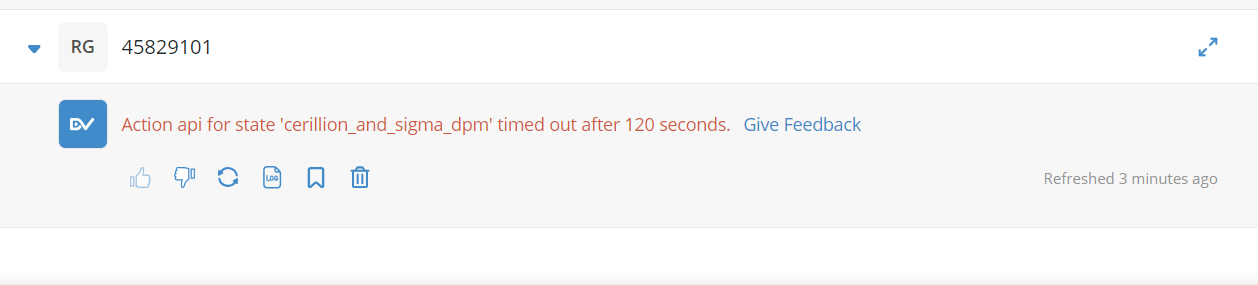 RG 45829101
DV Action api for state 'cerillion_and_sigma_dpm' timed out after 120 seconds. Give Feedback
LOG Refreshed 3 minutes ago